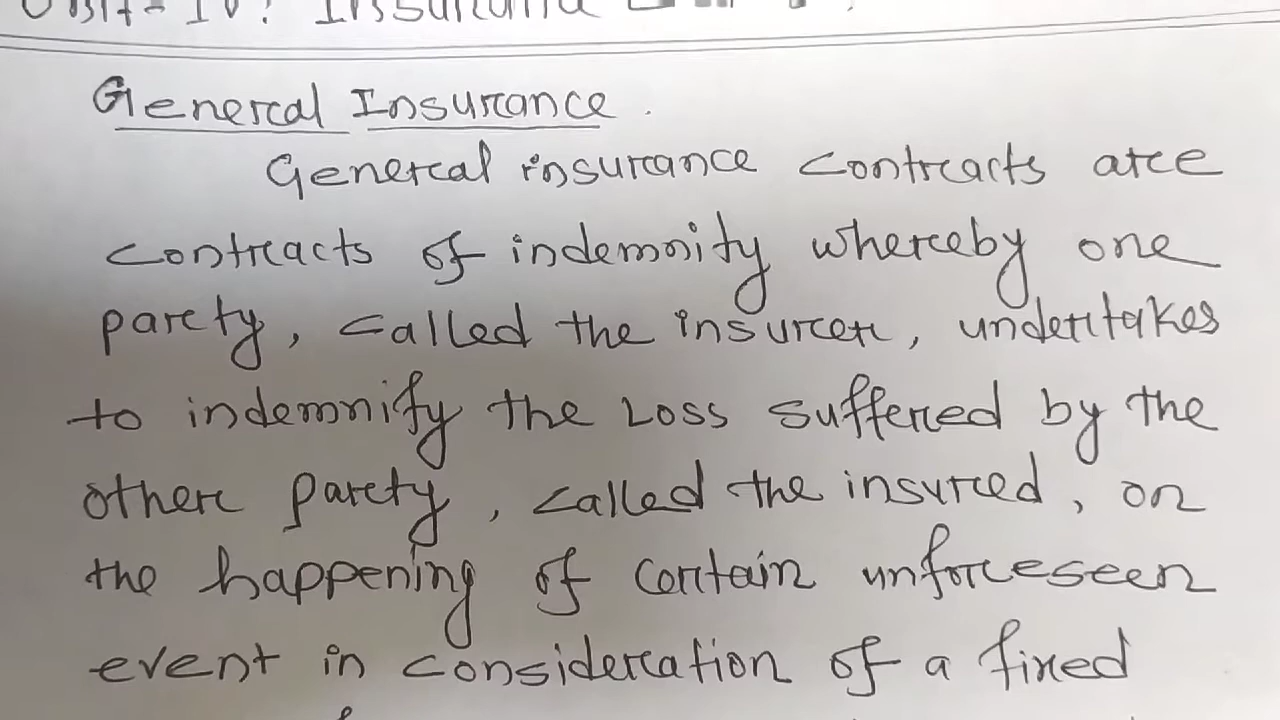 Unit-IV:
General Insurance.
General insurance contracts are
contracts of indemnity whereby one
party, called the insurer, undertakes
to indemnify the Loss suffered by the
other party, called the insured, on
the happening of certain unforeseen
event in consideration of a fixed